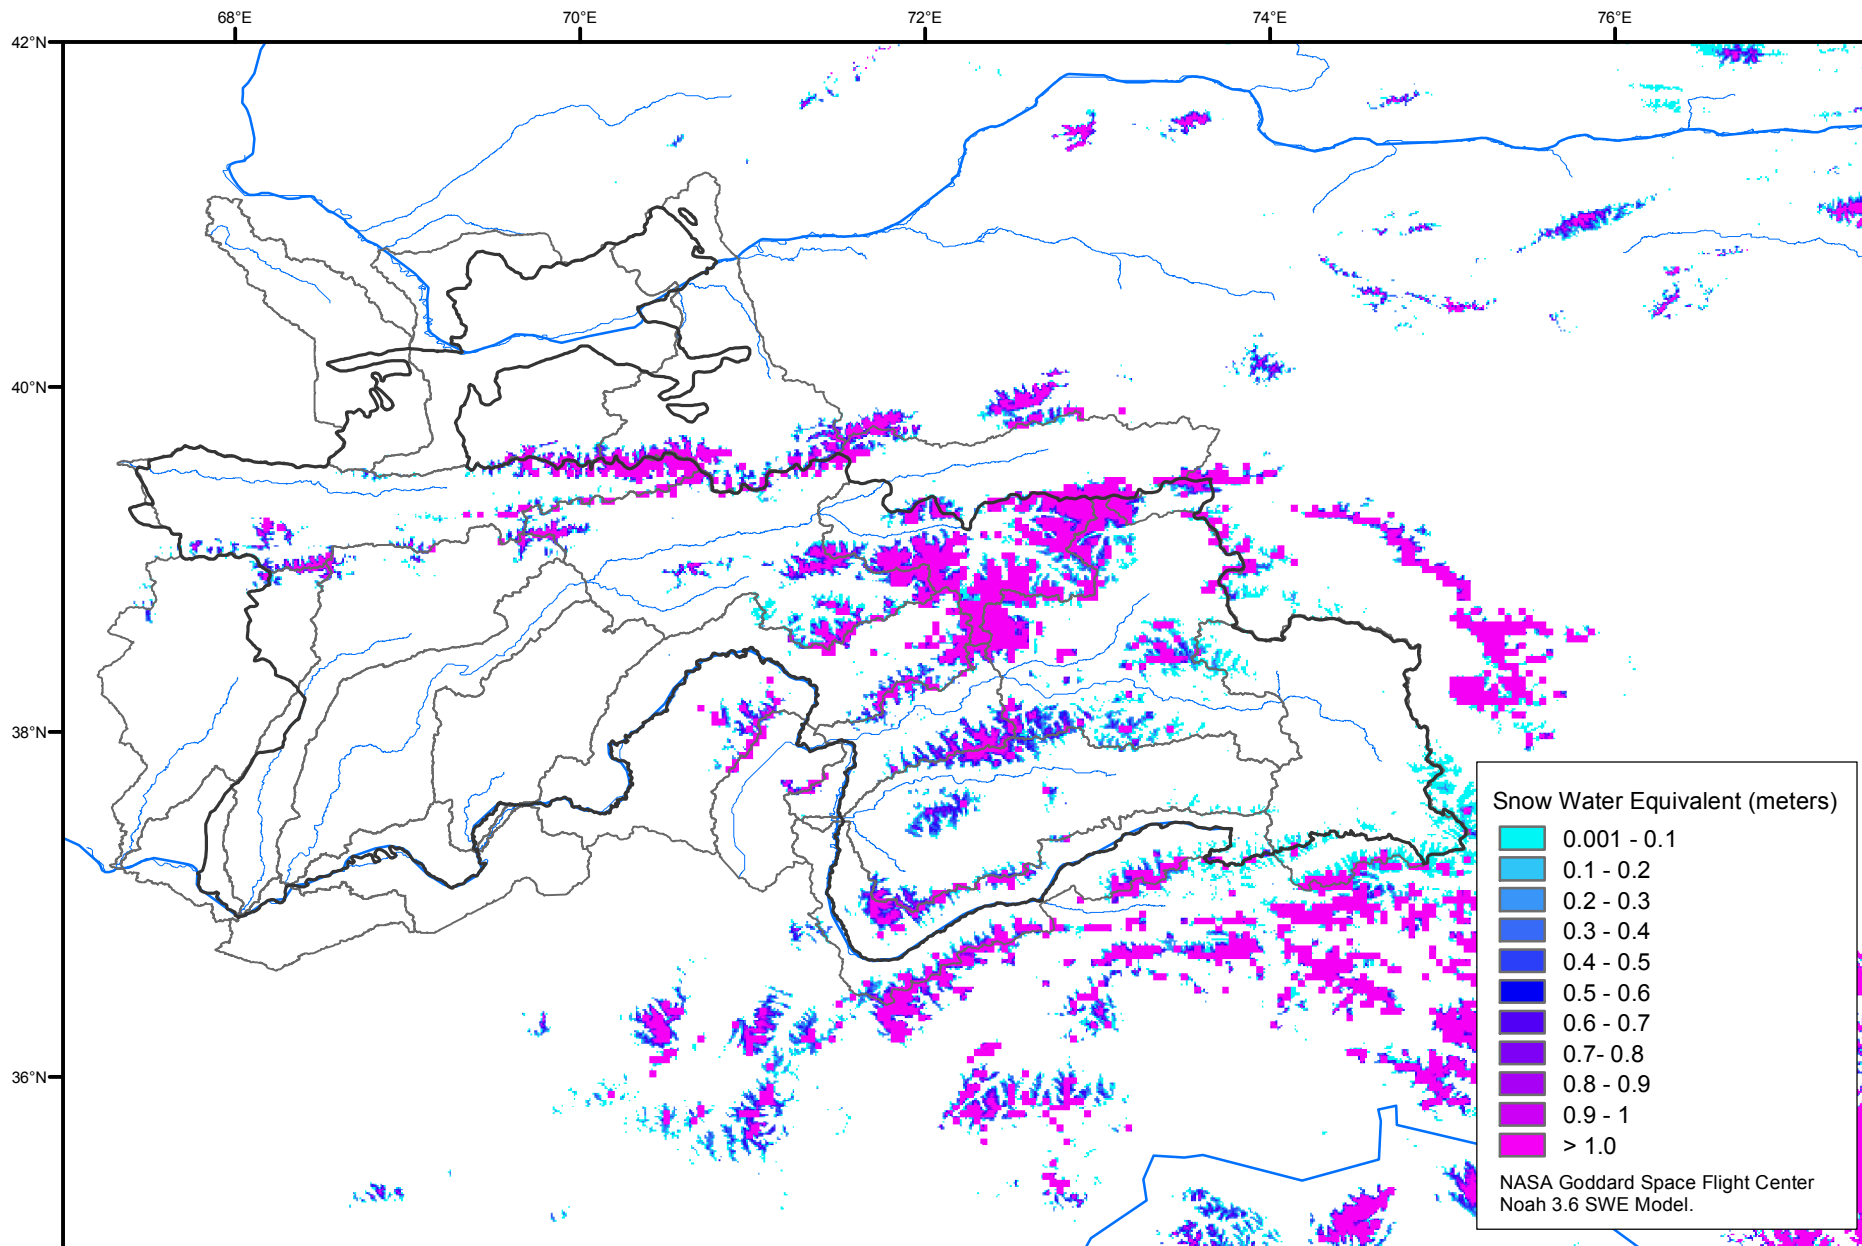 68°E
70°E
72°E
74°E
76°E
42°N
40°N
38°N
36°N
Snow Water Equivalent (meters)
0.001 - 0.1
0.1 - 0.2
0.2 - 0.3
0.3 - 0.4
0.4 - 0.5
0.5 - 0.6
0.6 - 0.7
0.7- 0.8
0.8 - 0.9
0.9 - 1
> 1.0
NASA Goddard Space Flight Center
Noah 3.6 SWE Model.